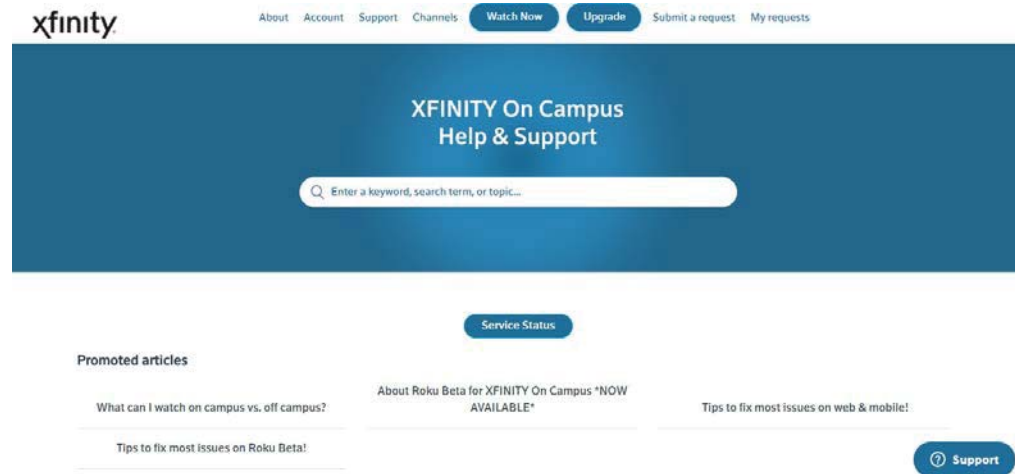 xfinity
About Account Support Channels Watch Now Upgrade Submit a request My requests
XFINITY On Campus
Help & Support
Enter a keyword, search term, or topic...
Service Status
Promoted articles
What can I watch on campus vs. off campus?
About Roku Beta for XFINITY On Campus *NOW
AVAILABLE*
Tips to fix most issues on web & mobile!
Tips to fix most issues on Roku Beta!
Support